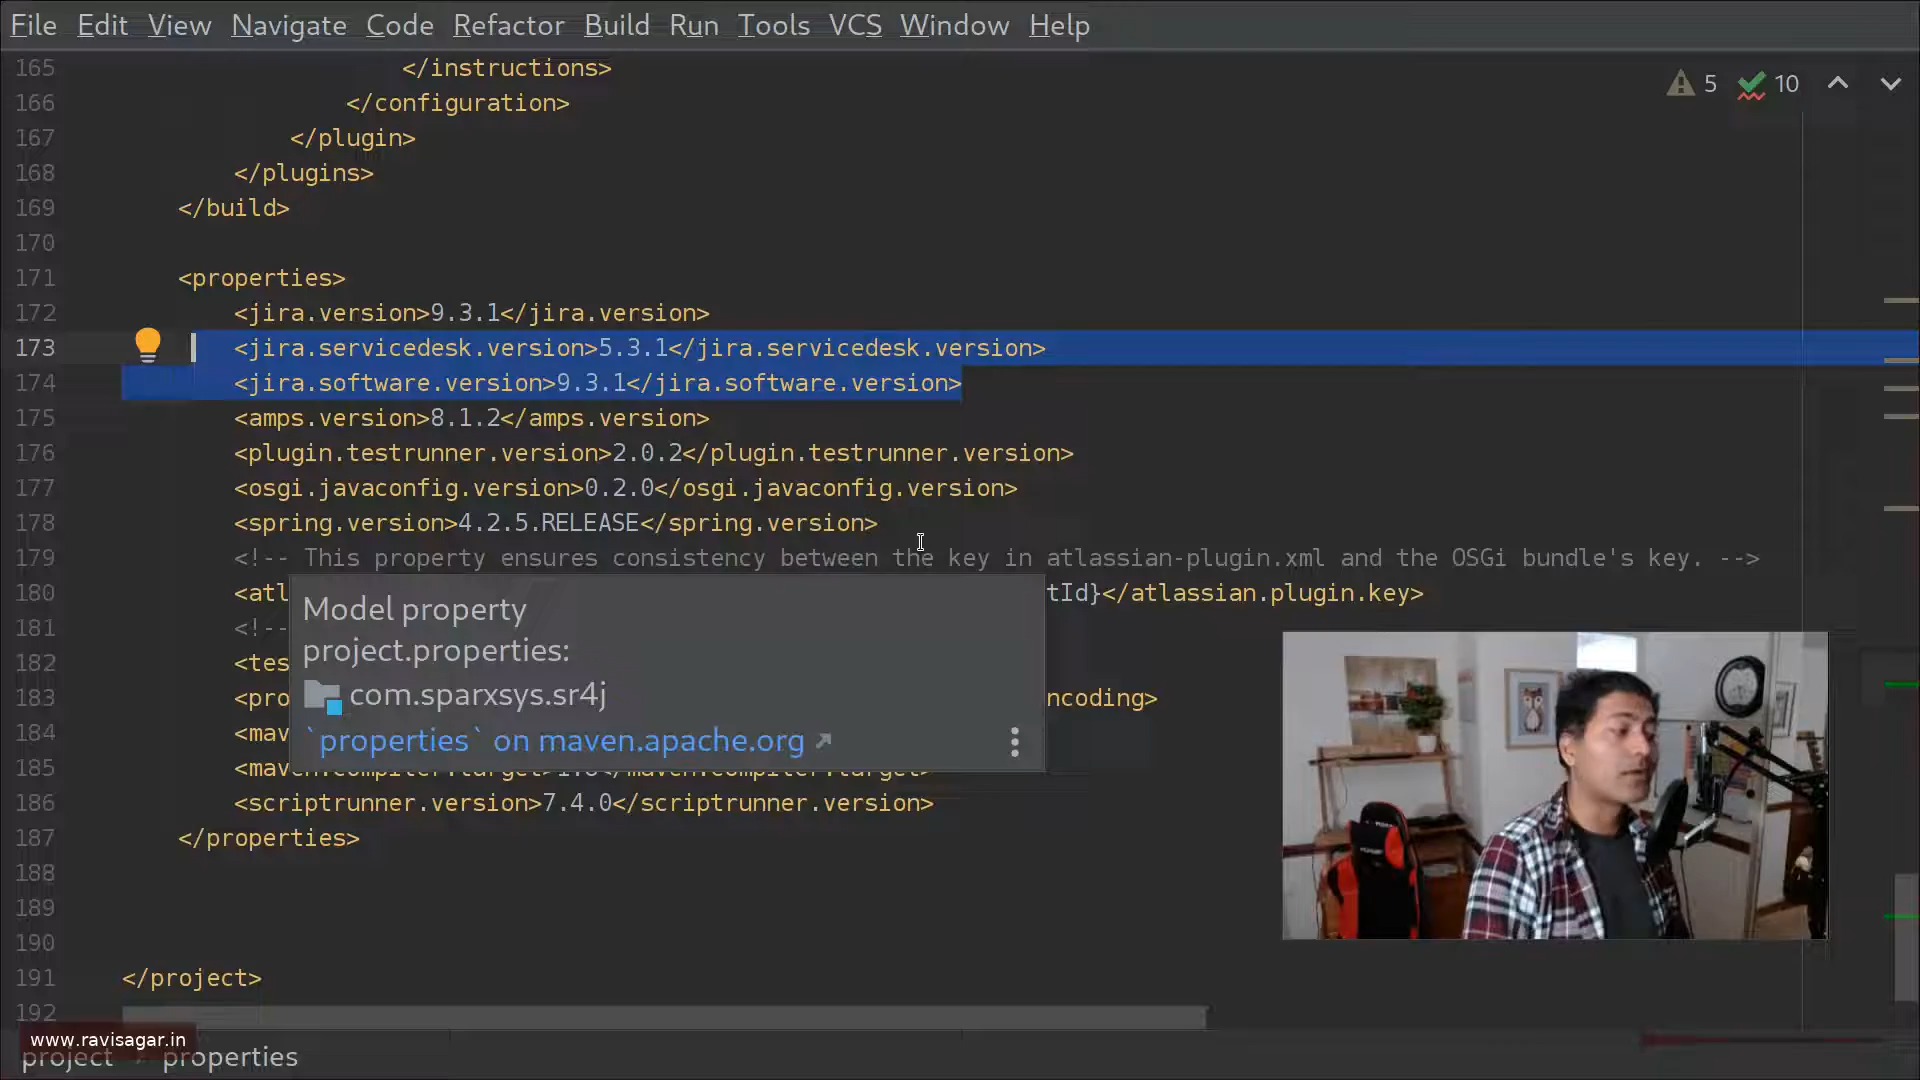 File Edit View Navigate Code Refactor Build Run Tools VCS Window Help
5 10
165 </instructions>
166 </configuration>
167 </plugin>
168 </plugins>
169 </build>
170
171 <properties>
172 <jira.version>9.3.1</jira.version>
173 <jira.servicedesk.version>5.3.1</jira.servicedesk.version>
174 <jira.software.version>9.3.1</jira.software.version>
175 <amps.version>8.1.2</amps.version>
176 <plugin.testrunner.version>2.0.2</plugin.testrunner.version>
177 <osgi.javaconfig.version>0.2.0</osgi.javaconfig.version>
178 <spring.version>4.2.5.RELEASE</spring.version>
179 <!-- This property ensures consistency between the key in atlassian-plugin.xml and the OSGi bundle's key. -->
180 <atl tId}</atlassian.plugin.key>
181 <!--
182 <tes
183 <pro ncoding>
184 <mav
185
186 <scriptrunner.version>7.4.0</scriptrunner.version>
187 </properties>
188
189
190
191 </project>
192
Model property
project.properties:
com.sparxsys.sr4j
`properties` on maven.apache.org
www.ravisagar.in
project properties